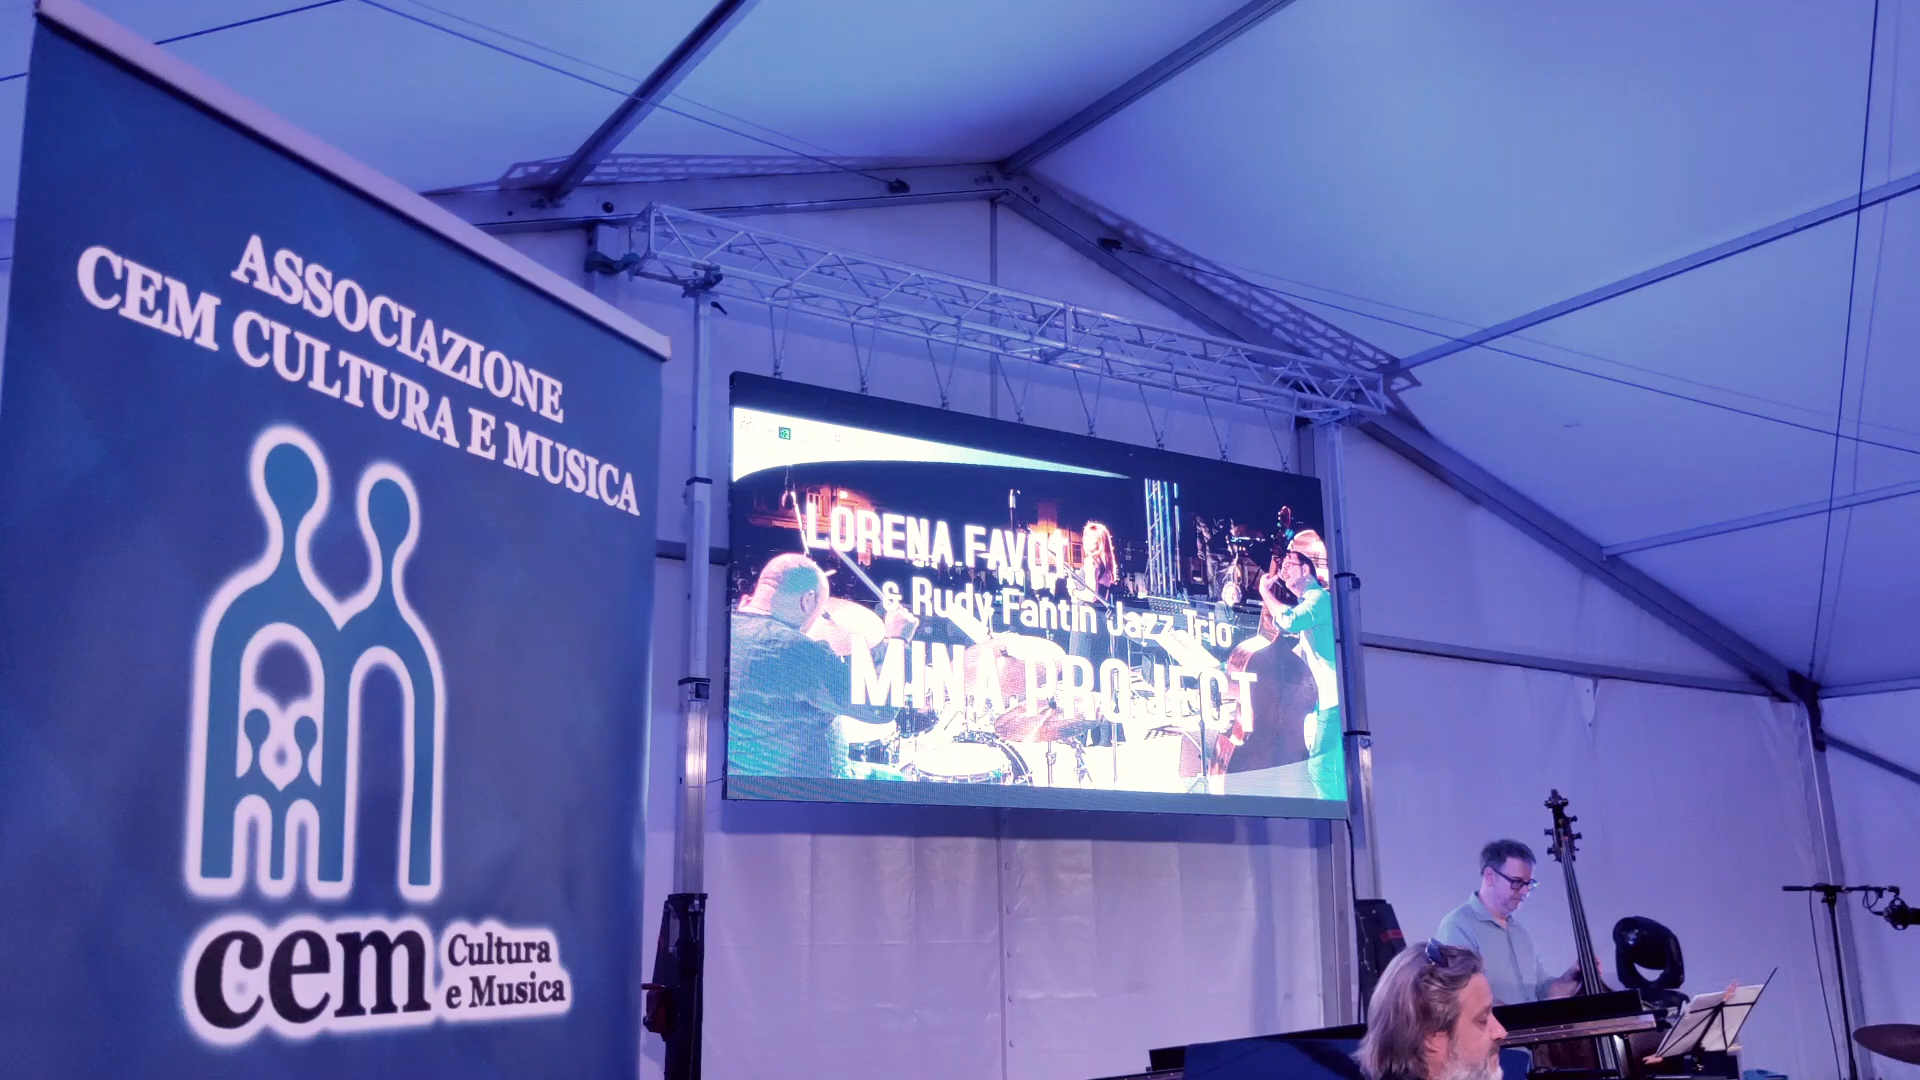 ASSOCIAZIONE
CEM CULTURA E MUSICA
cem
Cultura
e Musica
LORENA FAVOT
& Rudy Fantin Jazz Trio
MINA PROJECT